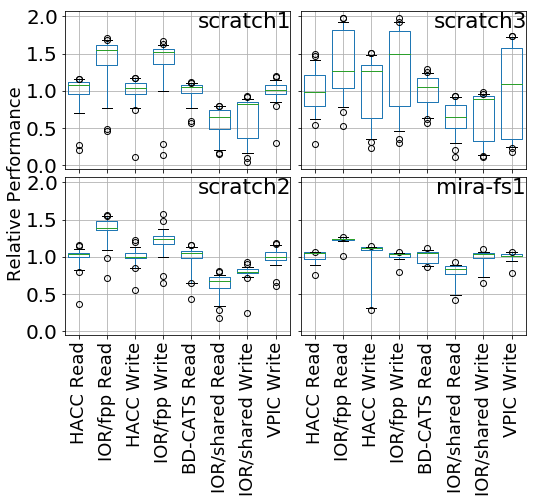 scratch1
scratch3
2.0
1.5
1.0
0.5
0.0
scratch2
mira-fs1
2.0
1.5
1.0
0.5
0.0
Relative Performance
HACC Read
IOR/fpp Read
HACC Write
IOR/fpp Write
BD-CATS Read
IOR/shared Read
IOR/shared Write
VPIC Write
HACC Read
IOR/fpp Read
HACC Write
IOR/fpp Write
BD-CATS Read
IOR/shared Read
IOR/shared Write
VPIC Write